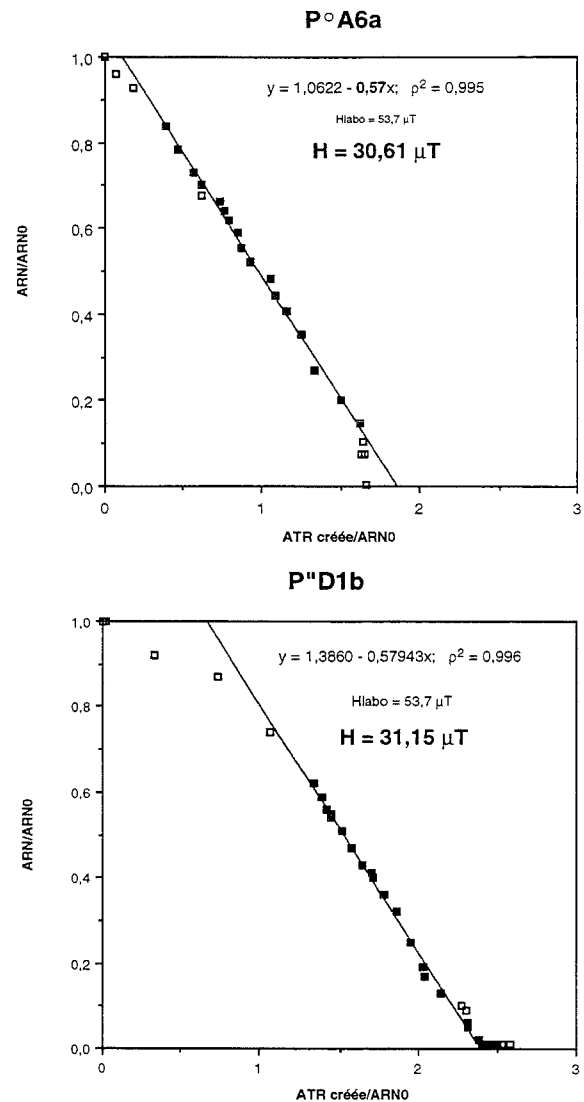 P°A6a
1,0
0,8
0,6
0,4
0,2
0,0
ARN/ARN0
y = 1,0622 - 0,57x; ρ² = 0,995
Hlabo = 53,7 µT
H = 30,61 µT
0 1 2 3
ATR créée/ARN0
P"D1b
1,0
0,8
0,6
0,4
0,2
0,0
ARN/ARN0
y = 1,3860 - 0,57943x; ρ² = 0,996
Hlabo = 53,7 µT
H = 31,15 µT
0 1 2 3
ATR créée/ARN0